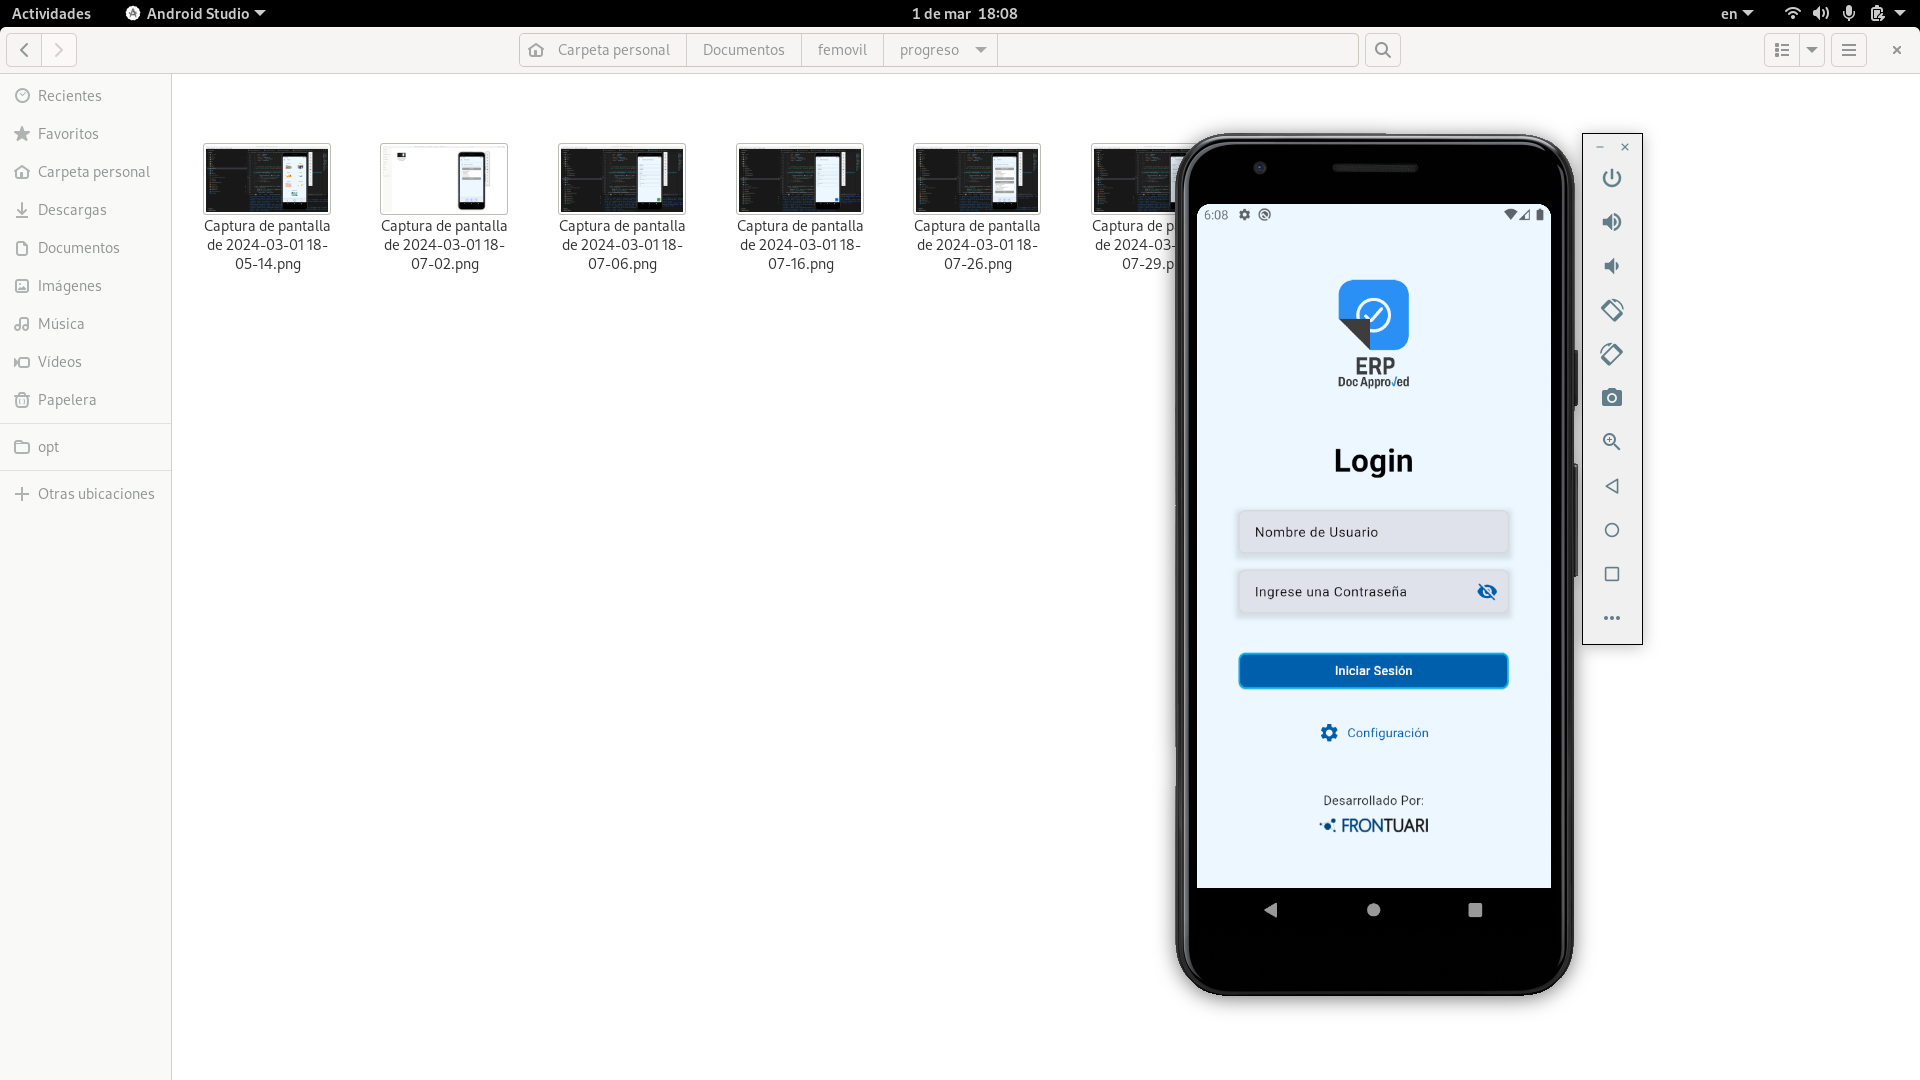 Actividades
Android Studio
1 de mar 18:08
en
Carpeta personal
Documentos
femovil
progreso
Recientes
Favoritos
Carpeta personal
Descargas
Documentos
Imágenes
Música
Vídeos
Papelera
opt
Otras ubicaciones
Captura de pantalla
de 2024-03-01 18-
05-14.png
Captura de pantalla
de 2024-03-01 18-
07-02.png
Captura de pantalla
de 2024-03-01 18-
07-06.png
Captura de pantalla
de 2024-03-01 18-
07-16.png
Captura de pantalla
de 2024-03-01 18-
07-26.png
Captura de
de 2024-03-
07-29.p
6:08
ERP
Doc Approved
Login
Nombre de Usuario
Ingrese una Contraseña
Iniciar Sesión
Configuración
Desarrollado Por:
FRONTUARI